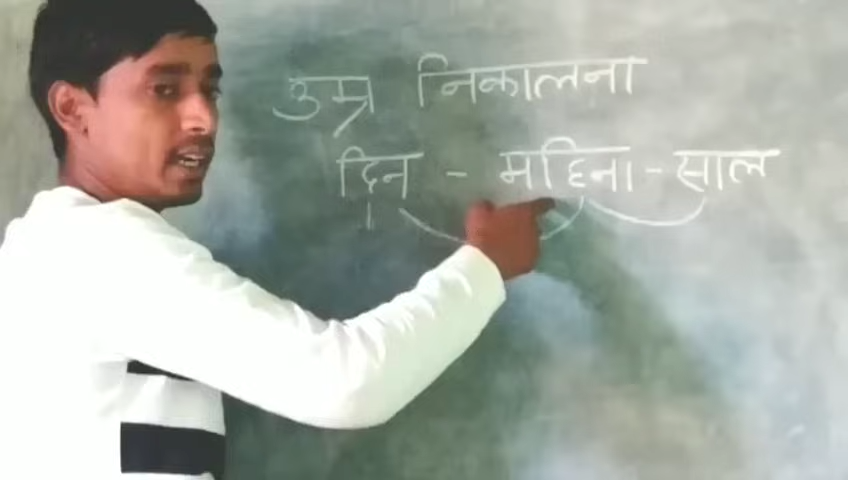 उम्र निकालना
दिन - महिना - साल